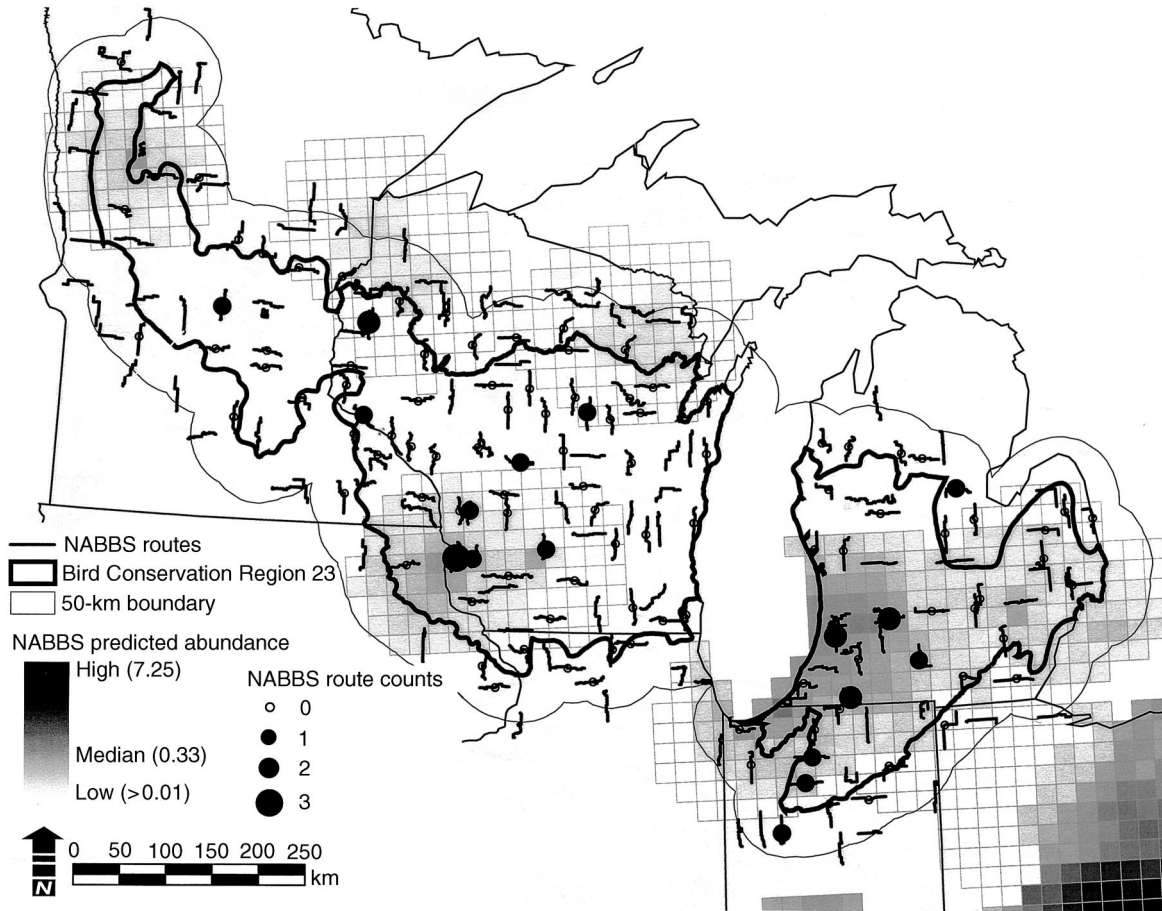 NABBS routes
Bird Conservation Region 23
50-km boundary
NABBS predicted abundance
High (7.25)
Median (0.33)
Low (>0.01)
NABBS route counts
0
1
2
3
N
0 50 100 150 200 250
km